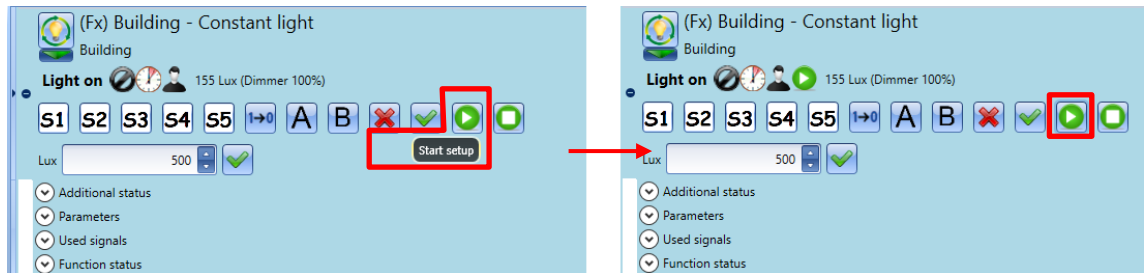 (Fx) Building - Constant light
Building
Light on 155 Lux (Dimmer 100%)
S1 S2 S3 S4 S5 1→0 A B
Start setup
Lux 500
Additional status
Parameters
Used signals
Function status
(Fx) Building - Constant light
Building
Light on 155 Lux (Dimmer 100%)
S1 S2 S3 S4 S5 1→0 A B
Lux 500
Additional status
Parameters
Used signals
Function status